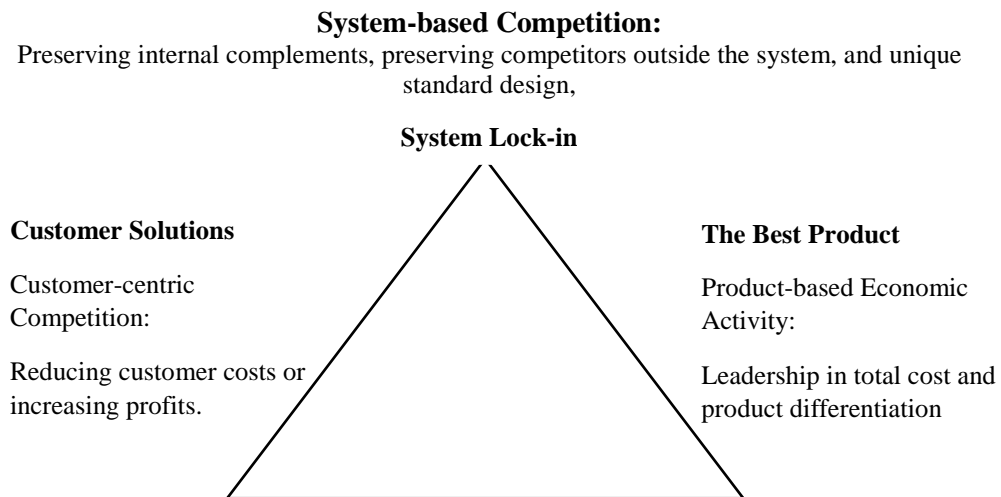 System-based Competition:
Preserving internal complements, preserving competitors outside the system, and unique
standard design,
System Lock-in
Customer Solutions
Customer-centric
Competition:
Reducing customer costs or
increasing profits.
The Best Product
Product-based Economic
Activity:
Leadership in total cost and
product differentiation